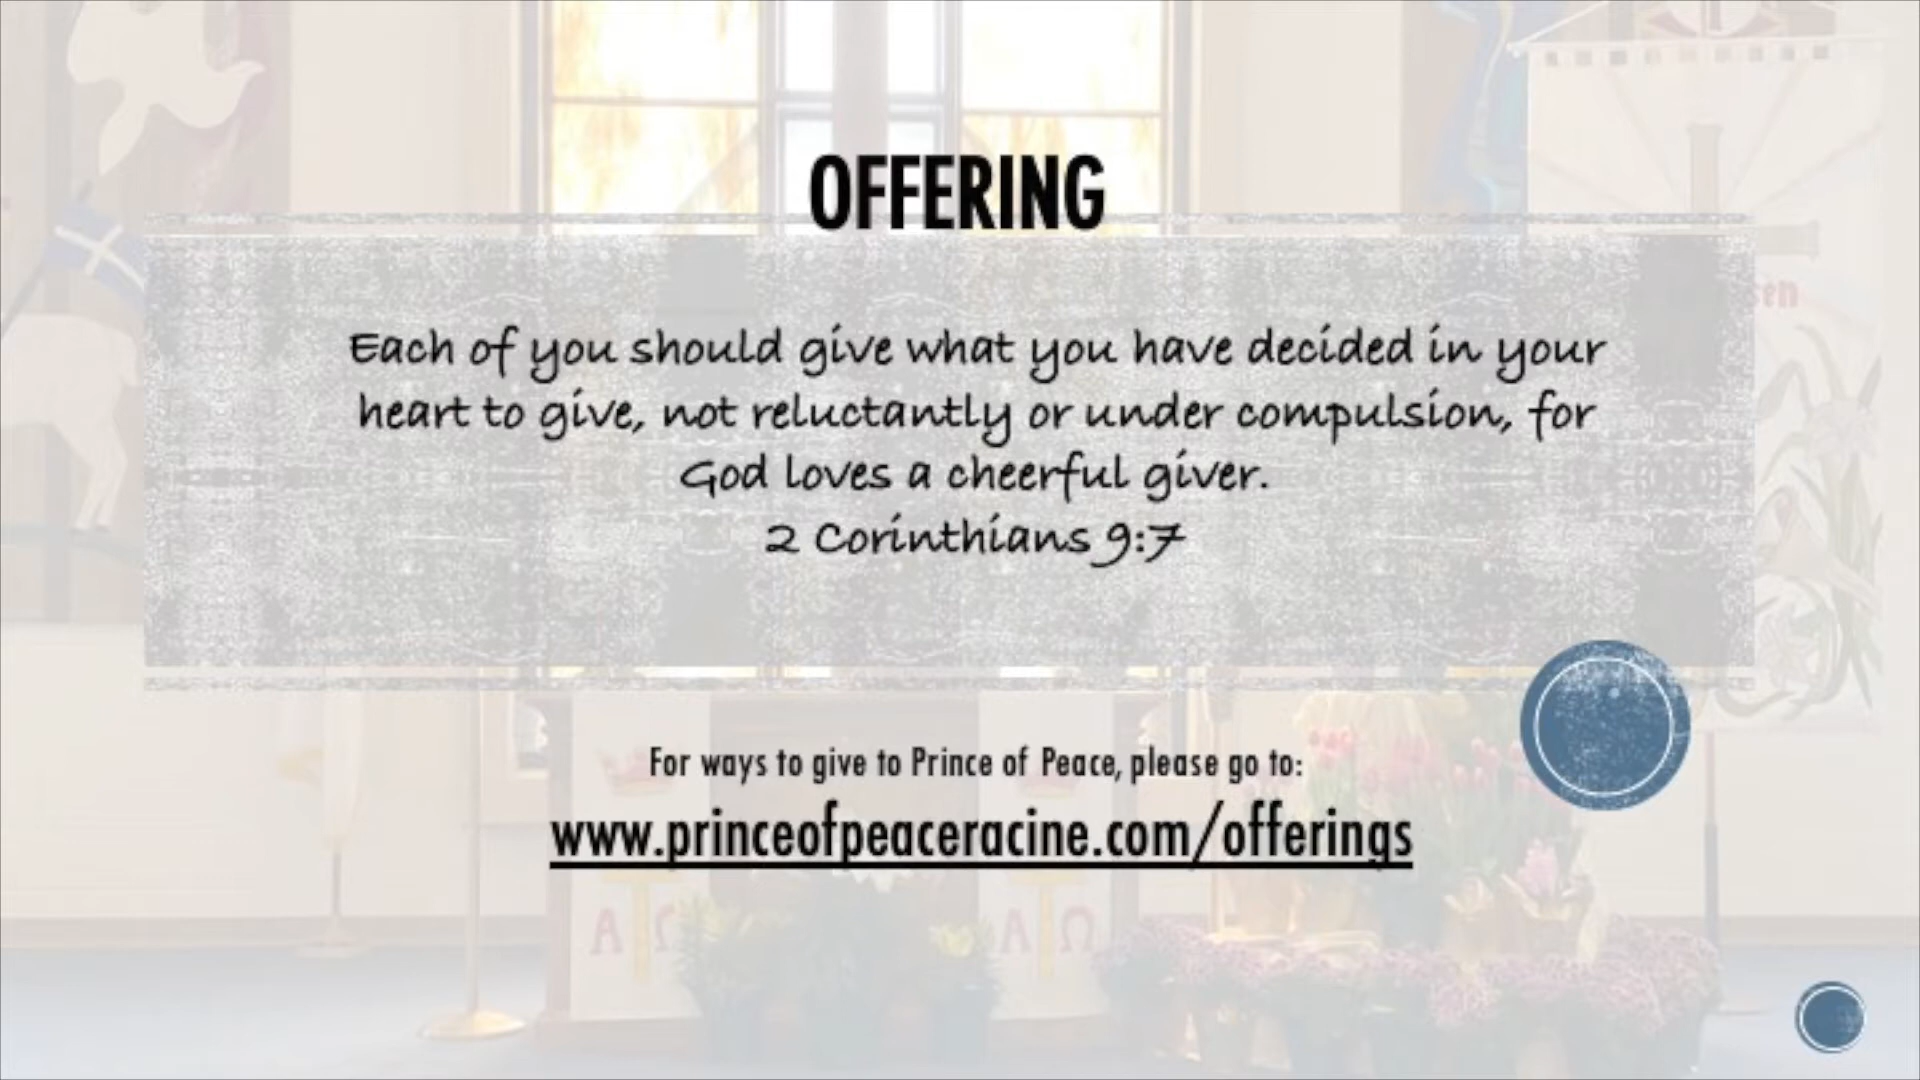 OFFERING
Each of you should give what you have decided in your
heart to give, not reluctantly or under compulsion, for
God loves a cheerful giver.
2 Corinthians 9:7
For ways to give to Prince of Peace, please go to:
www.princeofpeaceracine.com/offerings
Α Ω
Α Ω